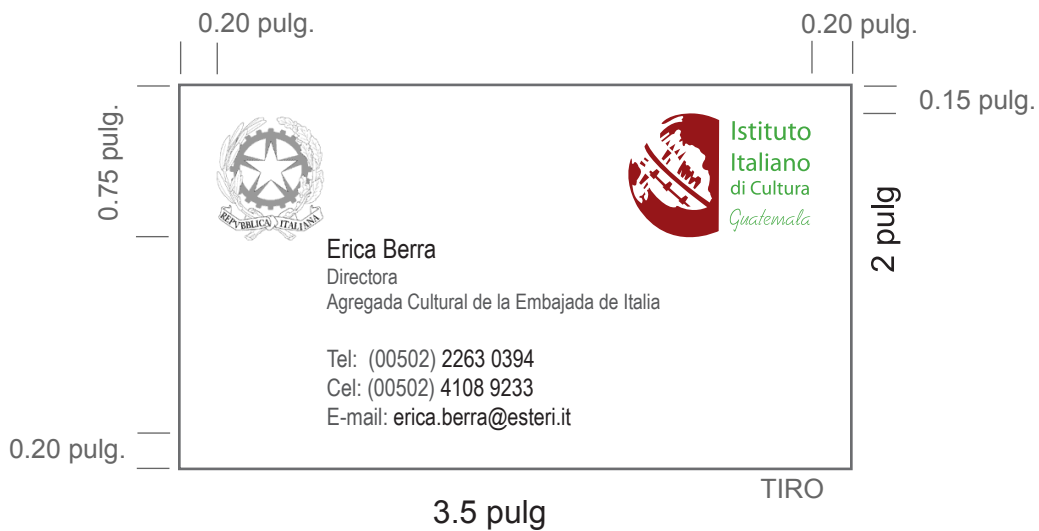 0.20 pulg.
0.20 pulg.
0.15 pulg.
0.75 pulg.
REPVBBLICA ITALIANA
Istituto
Italiano
di Cultura
Guatemala
2 pulg
Erica Berra
Directora
Agregada Cultural de la Embajada de Italia
Tel: (00502) 2263 0394
Cel: (00502) 4108 9233
E-mail: erica.berra@esteri.it
0.20 pulg.
TIRO
3.5 pulg